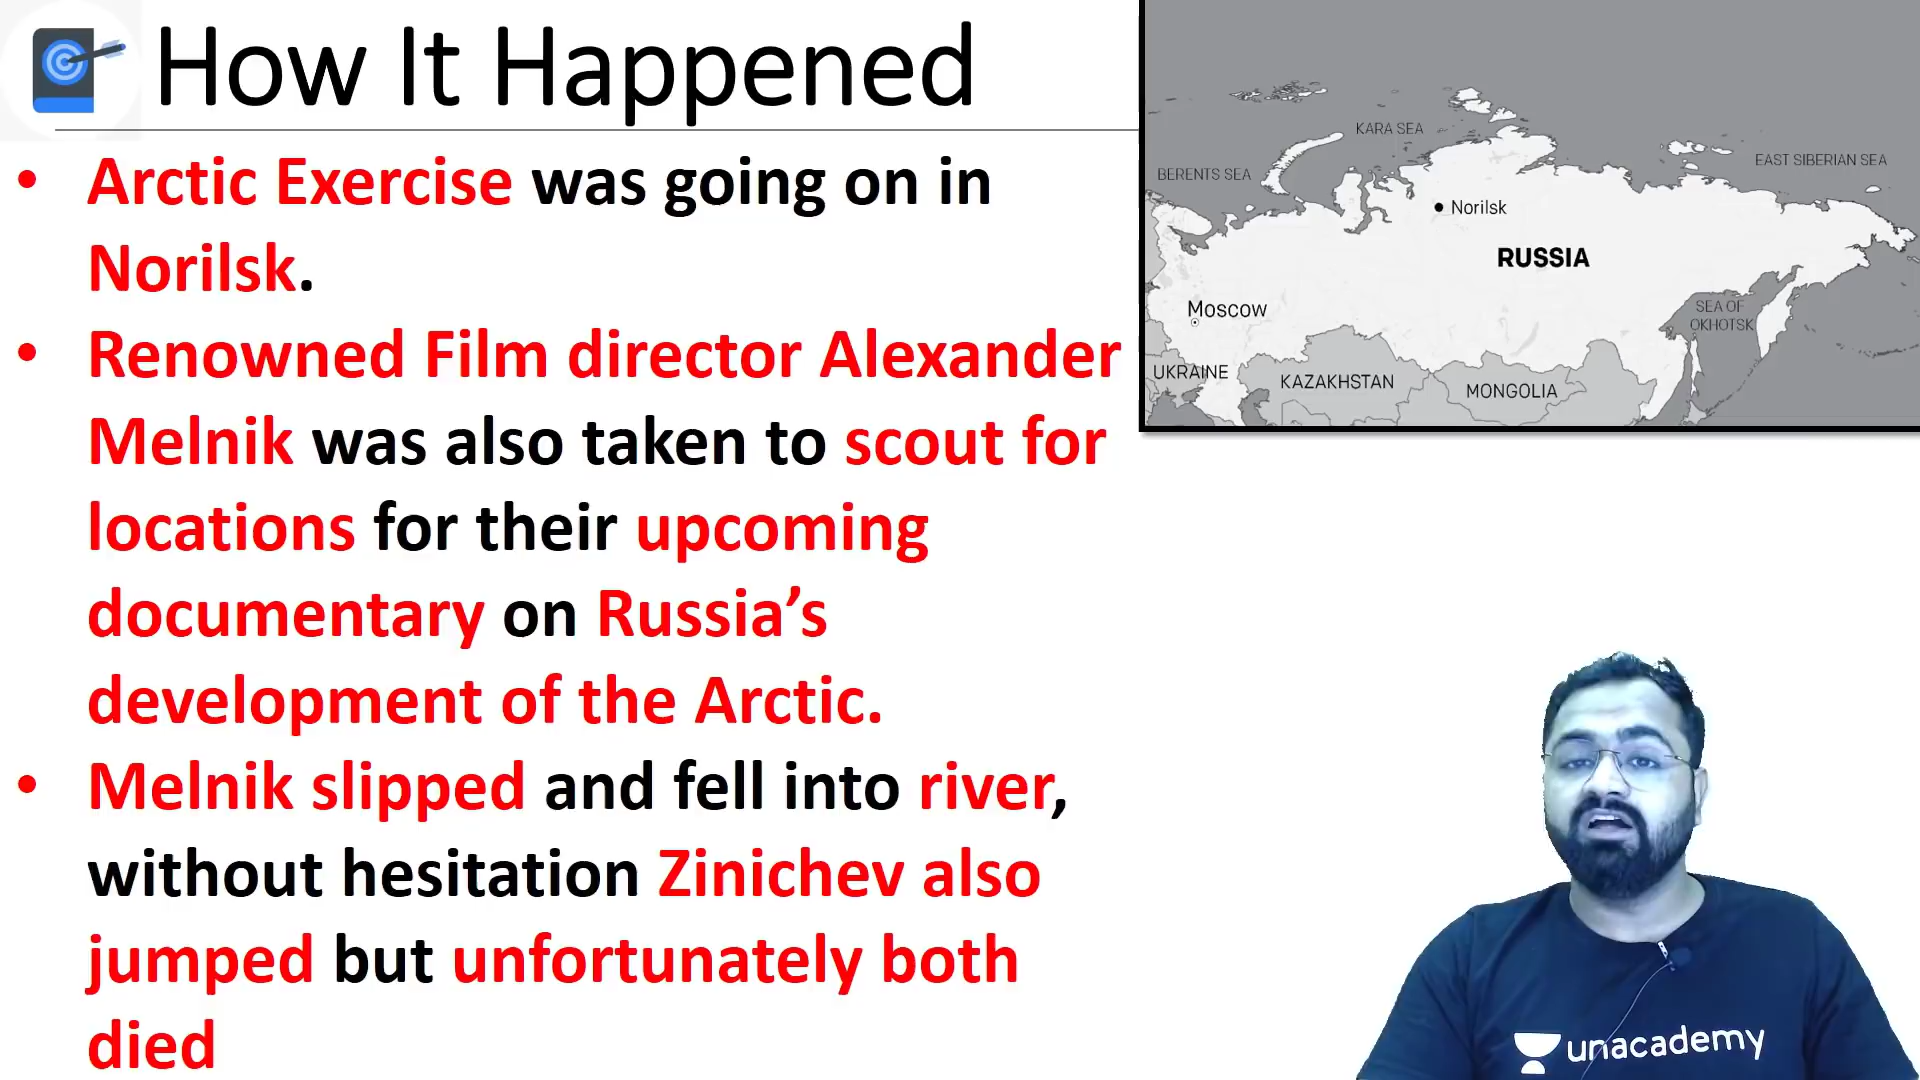 How It Happened
• Arctic Exercise was going on in
Norilsk.
• Renowned Film director Alexander
Melnik was also taken to scout for
locations for their upcoming
documentary on Russia’s
development of the Arctic.
• Melnik slipped and fell into river,
without hesitation Zinichev also
jumped but unfortunately both
died
KARA SEA
EAST SIBERIAN SEA
BERENTS SEA
Norilsk
RUSSIA
Moscow
SEA OF
OKHOTSK
UKRAINE
KAZAKHSTAN
MONGOLIA
unacademy